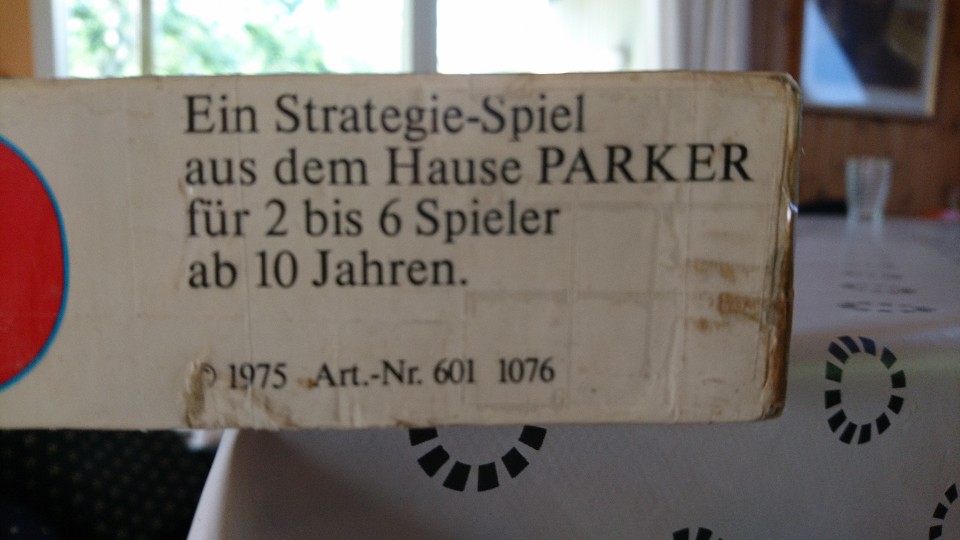 Ein Strategie-Spiel
aus dem Hause PARKER
für 2 bis 6 Spieler
ab 10 Jahren.
© 1975 Art.-Nr. 601 1076